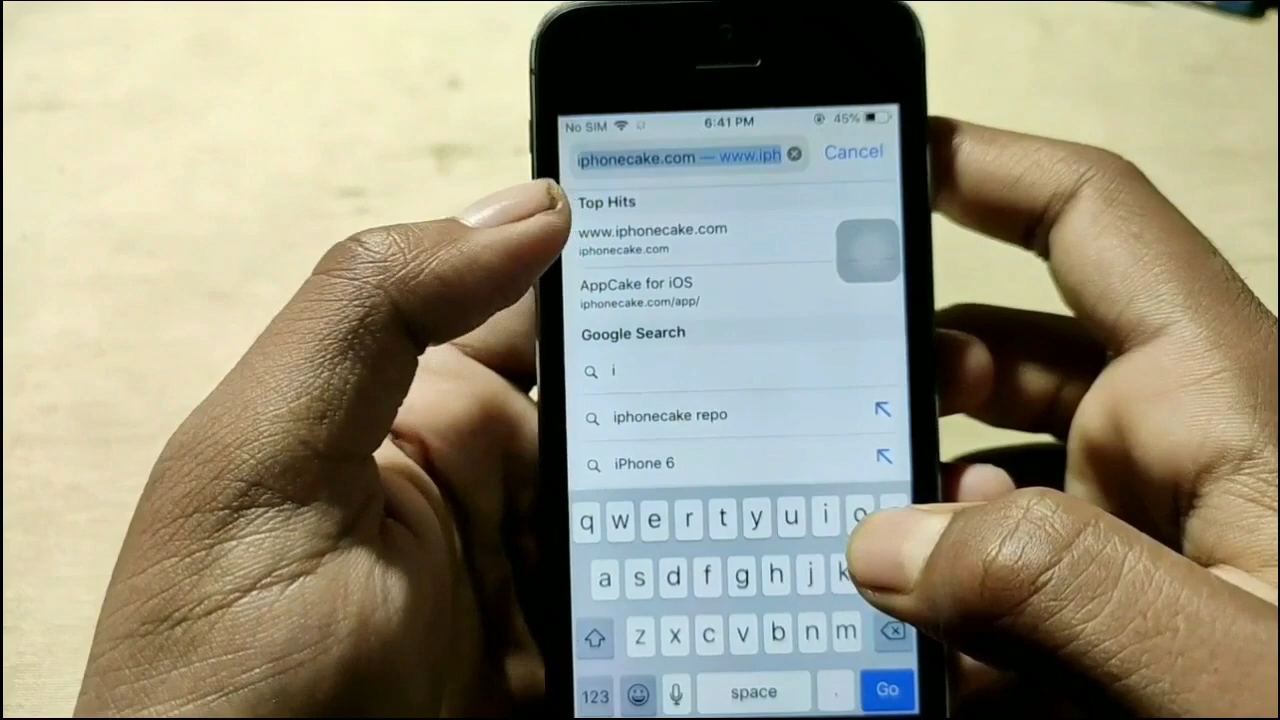 No SIM 6:41 PM 45%
iphonecake.com — www.iph Cancel
Top Hits
www.iphonecake.com
iphonecake.com
AppCake for iOS
iphonecake.com/app/
Google Search
i
iphonecake repo
iPhone 6
q w e r t y u i o
a s d f g h j k
z x c v b n m
123 space . Go